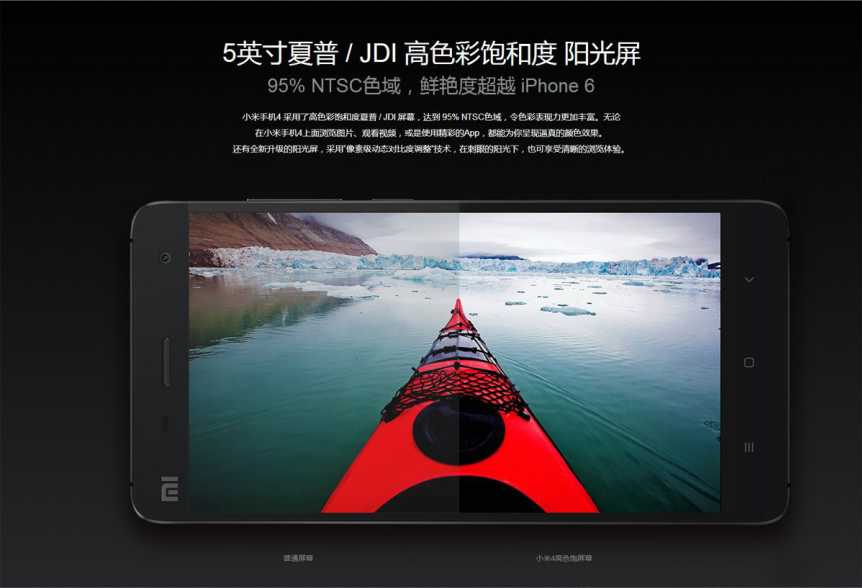 5英寸夏普 / JDI 高色彩饱和度 阳光屏
95% NTSC色域，鲜艳度超越 iPhone 6
小米手机4 采用了高色彩饱和度夏普 / JDI 屏幕，达到 95% NTSC色域，令色彩表现力更加丰富。无论
在小米手机4上面浏览图片、观看视频，或是使用精彩的App，都能为你呈现逼真的颜色效果。
还有全新升级的阳光屏，采用“像素级动态对比度调整”技术，在刺眼的阳光下，也可享受清晰的浏览体验。
普通屏幕
小米4高色饱屏幕